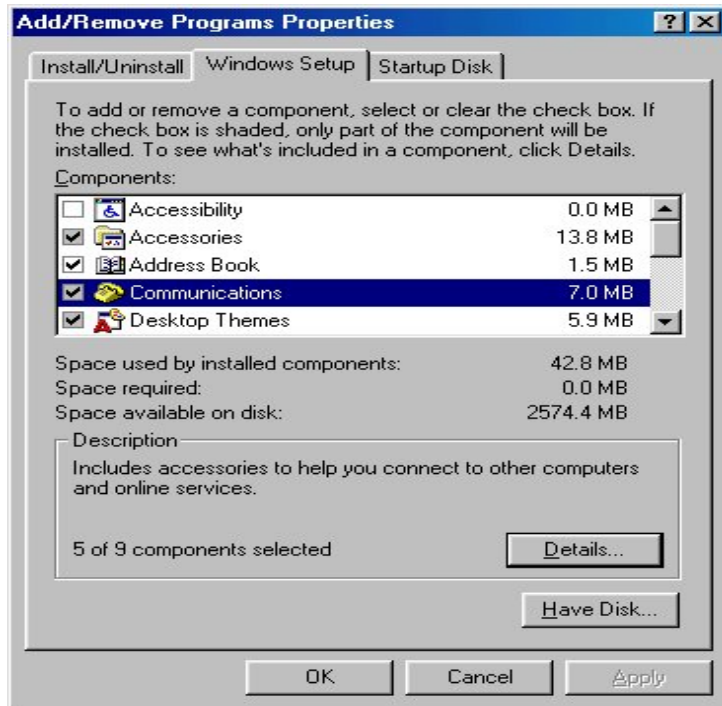 Add/Remove Programs Properties
Install/Uninstall Windows Setup Startup Disk
To add or remove a component, select or clear the check box. If
the check box is shaded, only part of the component will be
installed. To see what's included in a component, click Details.
Components:
Accessibility 0.0 MB
Accessories 13.8 MB
Address Book 1.5 MB
Communications 7.0 MB
Desktop Themes 5.9 MB
Space used by installed components: 42.8 MB
Space required: 0.0 MB
Space available on disk: 2574.4 MB
Description
Includes accessories to help you connect to other computers
and online services.
5 of 9 components selected Details...
Have Disk...
OK Cancel Apply